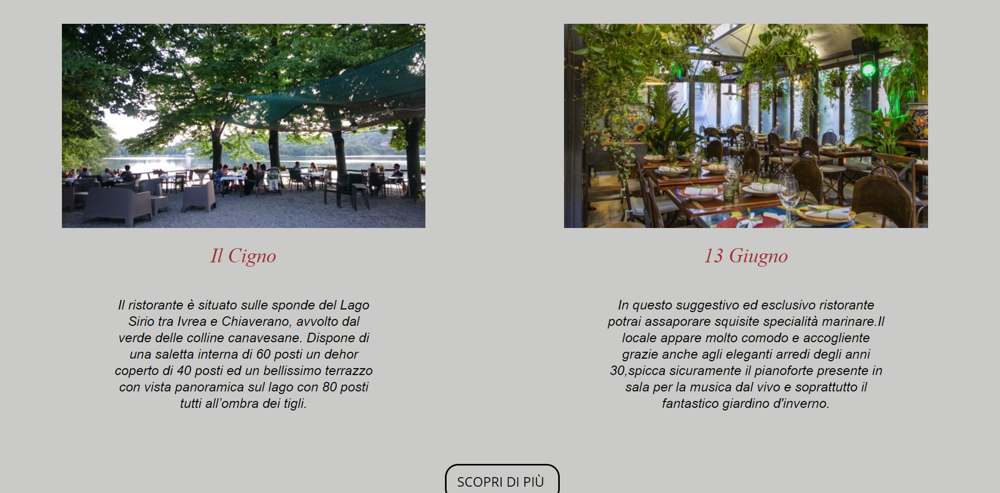 Il Cigno
Il ristorante è situato sulle sponde del Lago
Sirio tra Ivrea e Chiaverano, avvolto dal
verde delle colline canavesane. Dispone di
una saletta interna di 60 posti un dehor
coperto di 40 posti ed un bellissimo terrazzo
con vista panoramica sul lago con 80 posti
tutti all’ombra dei tigli.
13 Giugno
In questo suggestivo ed esclusivo ristorante
potrai assaporare squisite specialità marinare.Il
locale appare molto comodo e accogliente
grazie anche agli eleganti arredi degli anni
30,spicca sicuramente il pianoforte presente in
sala per la musica dal vivo e soprattutto il
fantastico giardino d'inverno.
SCOPRI DI PIÙ